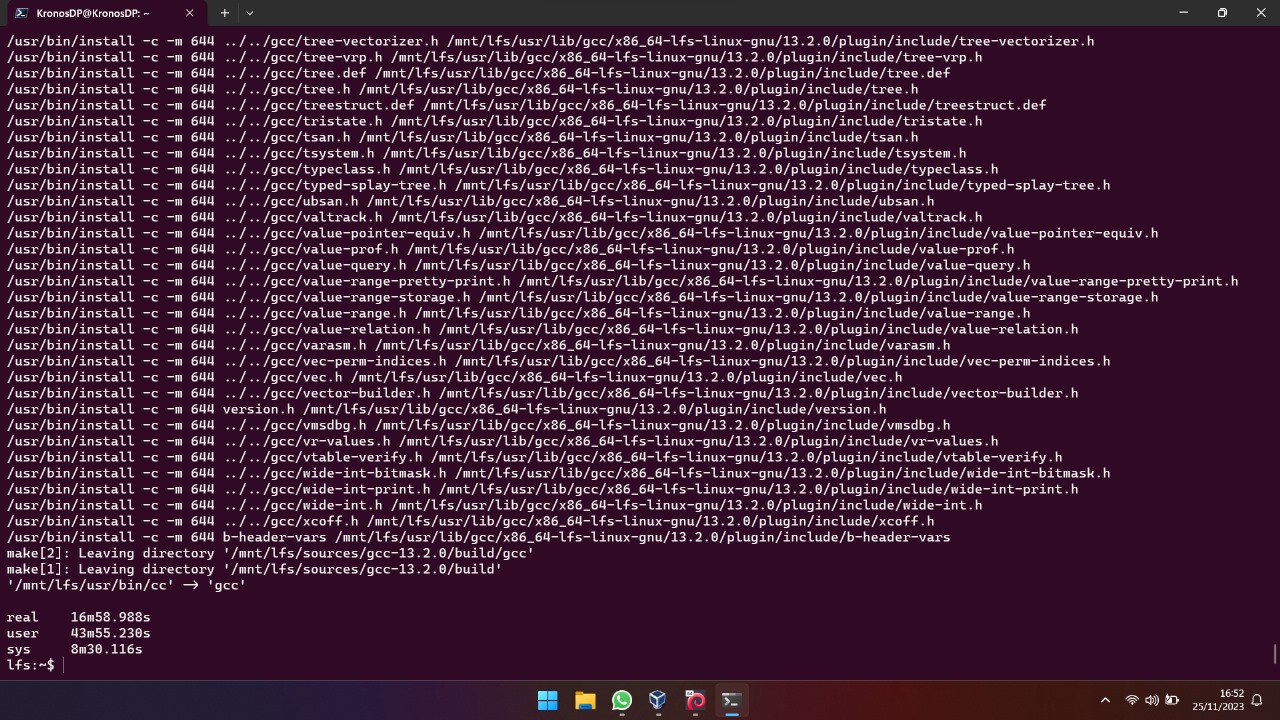 KronosDP@KronosDP: ~
/usr/bin/install -c -m 644 ../../gcc/tree-vectorizer.h /mnt/lfs/usr/lib/gcc/x86_64-lfs-linux-gnu/13.2.0/plugin/include/tree-vectorizer.h
/usr/bin/install -c -m 644 ../../gcc/tree-vrp.h /mnt/lfs/usr/lib/gcc/x86_64-lfs-linux-gnu/13.2.0/plugin/include/tree-vrp.h
/usr/bin/install -c -m 644 ../../gcc/tree.def /mnt/lfs/usr/lib/gcc/x86_64-lfs-linux-gnu/13.2.0/plugin/include/tree.def
/usr/bin/install -c -m 644 ../../gcc/tree.h /mnt/lfs/usr/lib/gcc/x86_64-lfs-linux-gnu/13.2.0/plugin/include/tree.h
/usr/bin/install -c -m 644 ../../gcc/treestruct.def /mnt/lfs/usr/lib/gcc/x86_64-lfs-linux-gnu/13.2.0/plugin/include/treestruct.def
/usr/bin/install -c -m 644 ../../gcc/tristate.h /mnt/lfs/usr/lib/gcc/x86_64-lfs-linux-gnu/13.2.0/plugin/include/tristate.h
/usr/bin/install -c -m 644 ../../gcc/tsan.h /mnt/lfs/usr/lib/gcc/x86_64-lfs-linux-gnu/13.2.0/plugin/include/tsan.h
/usr/bin/install -c -m 644 ../../gcc/tsystem.h /mnt/lfs/usr/lib/gcc/x86_64-lfs-linux-gnu/13.2.0/plugin/include/tsystem.h
/usr/bin/install -c -m 644 ../../gcc/typeclass.h /mnt/lfs/usr/lib/gcc/x86_64-lfs-linux-gnu/13.2.0/plugin/include/typeclass.h
/usr/bin/install -c -m 644 ../../gcc/typed-splay-tree.h /mnt/lfs/usr/lib/gcc/x86_64-lfs-linux-gnu/13.2.0/plugin/include/typed-splay-tree.h
/usr/bin/install -c -m 644 ../../gcc/ubsan.h /mnt/lfs/usr/lib/gcc/x86_64-lfs-linux-gnu/13.2.0/plugin/include/ubsan.h
/usr/bin/install -c -m 644 ../../gcc/valtrack.h /mnt/lfs/usr/lib/gcc/x86_64-lfs-linux-gnu/13.2.0/plugin/include/valtrack.h
/usr/bin/install -c -m 644 ../../gcc/value-pointer-equiv.h /mnt/lfs/usr/lib/gcc/x86_64-lfs-linux-gnu/13.2.0/plugin/include/value-pointer-equiv.h
/usr/bin/install -c -m 644 ../../gcc/value-prof.h /mnt/lfs/usr/lib/gcc/x86_64-lfs-linux-gnu/13.2.0/plugin/include/value-prof.h
/usr/bin/install -c -m 644 ../../gcc/value-query.h /mnt/lfs/usr/lib/gcc/x86_64-lfs-linux-gnu/13.2.0/plugin/include/value-query.h
/usr/bin/install -c -m 644 ../../gcc/value-range-pretty-print.h /mnt/lfs/usr/lib/gcc/x86_64-lfs-linux-gnu/13.2.0/plugin/include/value-range-pretty-print.h
/usr/bin/install -c -m 644 ../../gcc/value-range-storage.h /mnt/lfs/usr/lib/gcc/x86_64-lfs-linux-gnu/13.2.0/plugin/include/value-range-storage.h
/usr/bin/install -c -m 644 ../../gcc/value-range.h /mnt/lfs/usr/lib/gcc/x86_64-lfs-linux-gnu/13.2.0/plugin/include/value-range.h
/usr/bin/install -c -m 644 ../../gcc/value-relation.h /mnt/lfs/usr/lib/gcc/x86_64-lfs-linux-gnu/13.2.0/plugin/include/value-relation.h
/usr/bin/install -c -m 644 ../../gcc/varasm.h /mnt/lfs/usr/lib/gcc/x86_64-lfs-linux-gnu/13.2.0/plugin/include/varasm.h
/usr/bin/install -c -m 644 ../../gcc/vec-perm-indices.h /mnt/lfs/usr/lib/gcc/x86_64-lfs-linux-gnu/13.2.0/plugin/include/vec-perm-indices.h
/usr/bin/install -c -m 644 ../../gcc/vec.h /mnt/lfs/usr/lib/gcc/x86_64-lfs-linux-gnu/13.2.0/plugin/include/vec.h
/usr/bin/install -c -m 644 ../../gcc/vector-builder.h /mnt/lfs/usr/lib/gcc/x86_64-lfs-linux-gnu/13.2.0/plugin/include/vector-builder.h
/usr/bin/install -c -m 644 version.h /mnt/lfs/usr/lib/gcc/x86_64-lfs-linux-gnu/13.2.0/plugin/include/version.h
/usr/bin/install -c -m 644 ../../gcc/vmsdbg.h /mnt/lfs/usr/lib/gcc/x86_64-lfs-linux-gnu/13.2.0/plugin/include/vmsdbg.h
/usr/bin/install -c -m 644 ../../gcc/vr-values.h /mnt/lfs/usr/lib/gcc/x86_64-lfs-linux-gnu/13.2.0/plugin/include/vr-values.h
/usr/bin/install -c -m 644 ../../gcc/vtable-verify.h /mnt/lfs/usr/lib/gcc/x86_64-lfs-linux-gnu/13.2.0/plugin/include/vtable-verify.h
/usr/bin/install -c -m 644 ../../gcc/wide-int-bitmask.h /mnt/lfs/usr/lib/gcc/x86_64-lfs-linux-gnu/13.2.0/plugin/include/wide-int-bitmask.h
/usr/bin/install -c -m 644 ../../gcc/wide-int-print.h /mnt/lfs/usr/lib/gcc/x86_64-lfs-linux-gnu/13.2.0/plugin/include/wide-int-print.h
/usr/bin/install -c -m 644 ../../gcc/wide-int.h /mnt/lfs/usr/lib/gcc/x86_64-lfs-linux-gnu/13.2.0/plugin/include/wide-int.h
/usr/bin/install -c -m 644 ../../gcc/xcoff.h /mnt/lfs/usr/lib/gcc/x86_64-lfs-linux-gnu/13.2.0/plugin/include/xcoff.h
/usr/bin/install -c -m 644 b-header-vars /mnt/lfs/usr/lib/gcc/x86_64-lfs-linux-gnu/13.2.0/plugin/include/b-header-vars
make[2]: Leaving directory '/mnt/lfs/sources/gcc-13.2.0/build/gcc'
make[1]: Leaving directory '/mnt/lfs/sources/gcc-13.2.0/build'
'/mnt/lfs/usr/bin/cc' -> 'gcc'
real 16m58.988s
user 43m55.230s
sys 8m30.116s
lfs:~$
16:52
25/11/2023